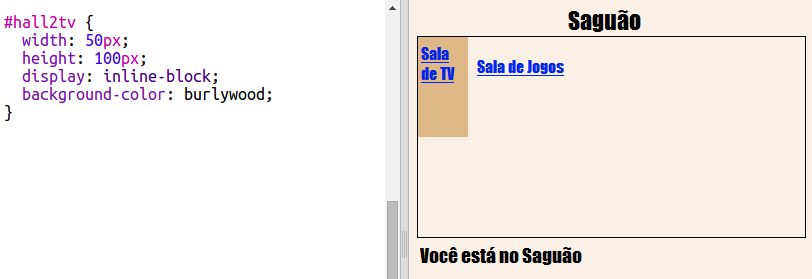 #hall2tv {
  width: 50px;
  height: 100px;
  display: inline-block;
  background-color: burlywood;
}
Saguão
Sala
de TV
Sala de Jogos
Você está no Saguão